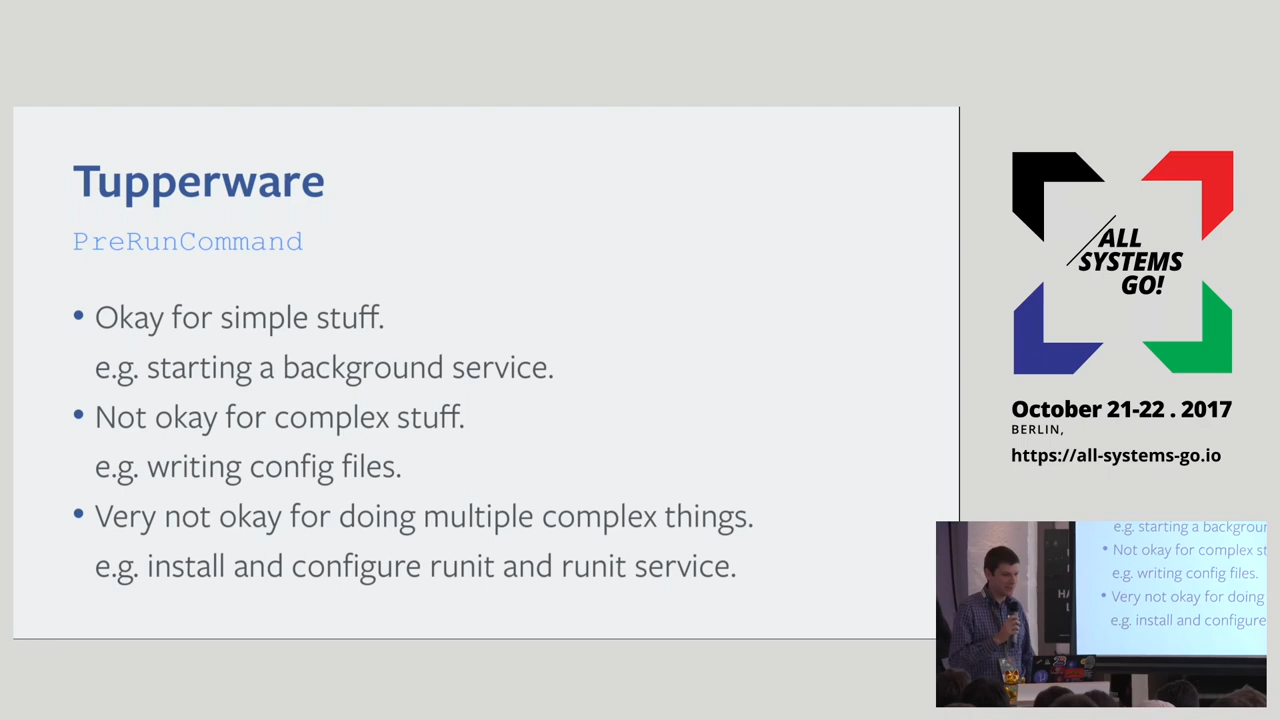 Tupperware
PreRunCommand
• Okay for simple stuff.
e.g. starting a background service.
• Not okay for complex stuff.
e.g. writing config files.
• Very not okay for doing multiple complex things.
e.g. install and configure runit and runit service.
ALL
SYSTEMS
GO!
October 21-22 . 2017
BERLIN,
https://all-systems-go.io
e.g. starting a backgrour
• Not okay for complex st
e.g. writing config files.
• Very not okay for doing
e.g. install and configure